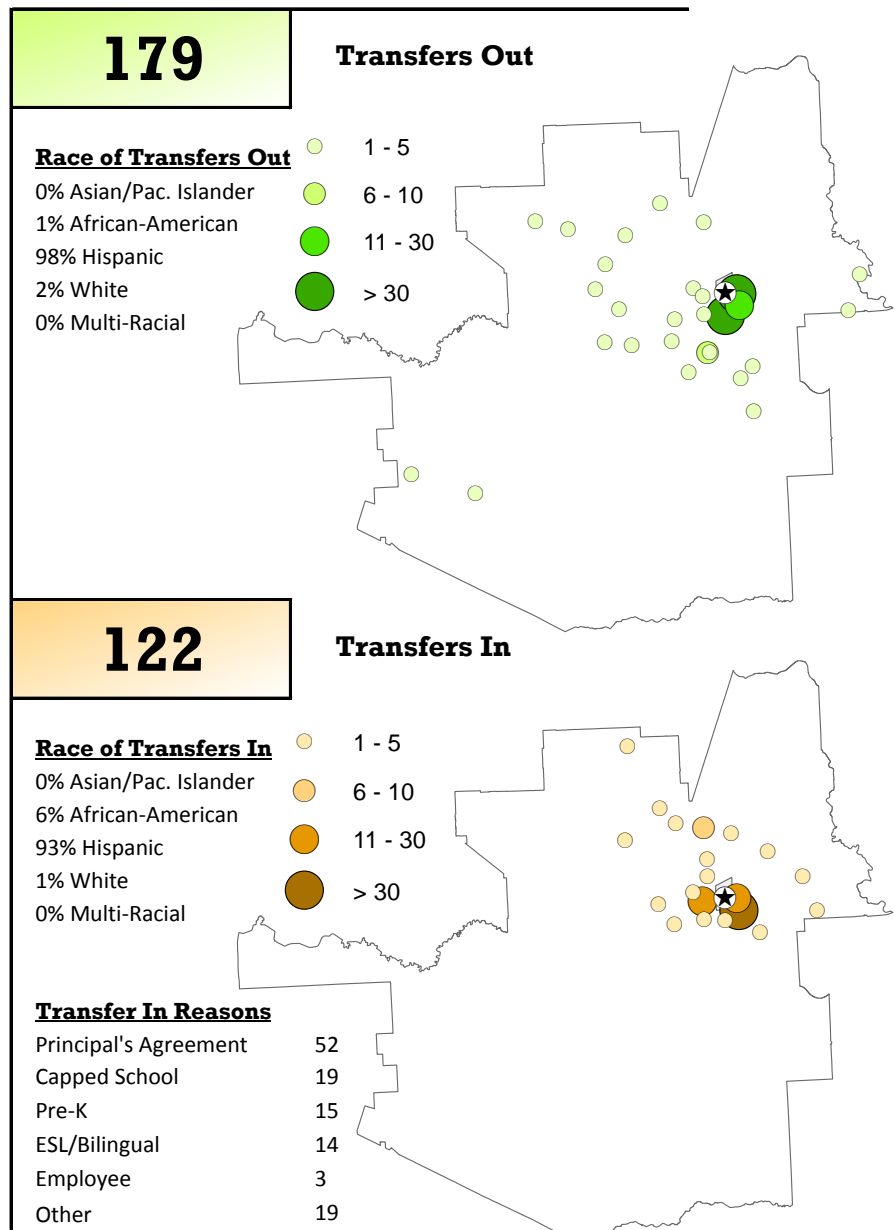 179
Transfers Out
Race of Transfers Out
0% Asian/Pac. Islander
1% African-American
98% Hispanic
2% White
0% Multi-Racial
1 - 5
6 - 10
11 - 30
> 30
122
Transfers In
Race of Transfers In
0% Asian/Pac. Islander
6% African-American
93% Hispanic
1% White
0% Multi-Racial
1 - 5
6 - 10
11 - 30
> 30
Transfer In Reasons
Principal's Agreement 52
Capped School 19
Pre-K 15
ESL/Bilingual 14
Employee 3
Other 19